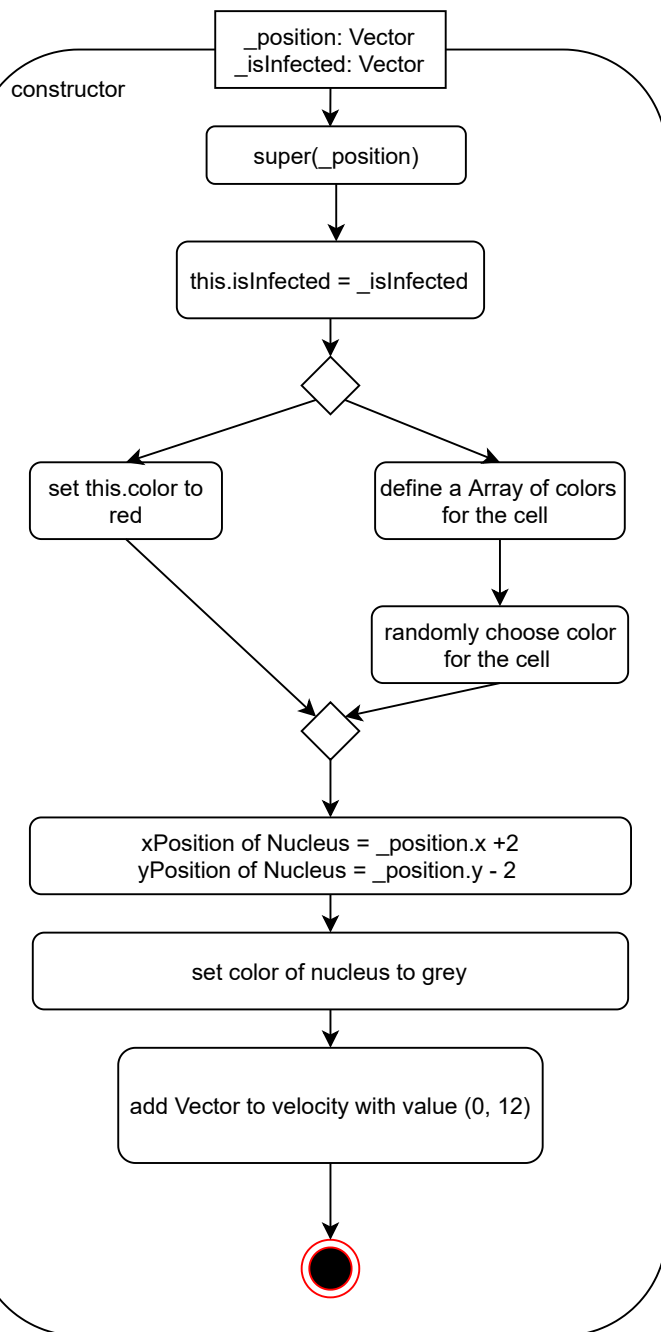 _position: Vector
_isInfected: Vector
constructor
super(_position)
this.isInfected = _isInfected
set this.color to
red
define a Array of colors
for the cell
randomly choose color
for the cell
xPosition of Nucleus = _position.x +2
yPosition of Nucleus = _position.y - 2
set color of nucleus to grey
add Vector to velocity with value (0, 12)